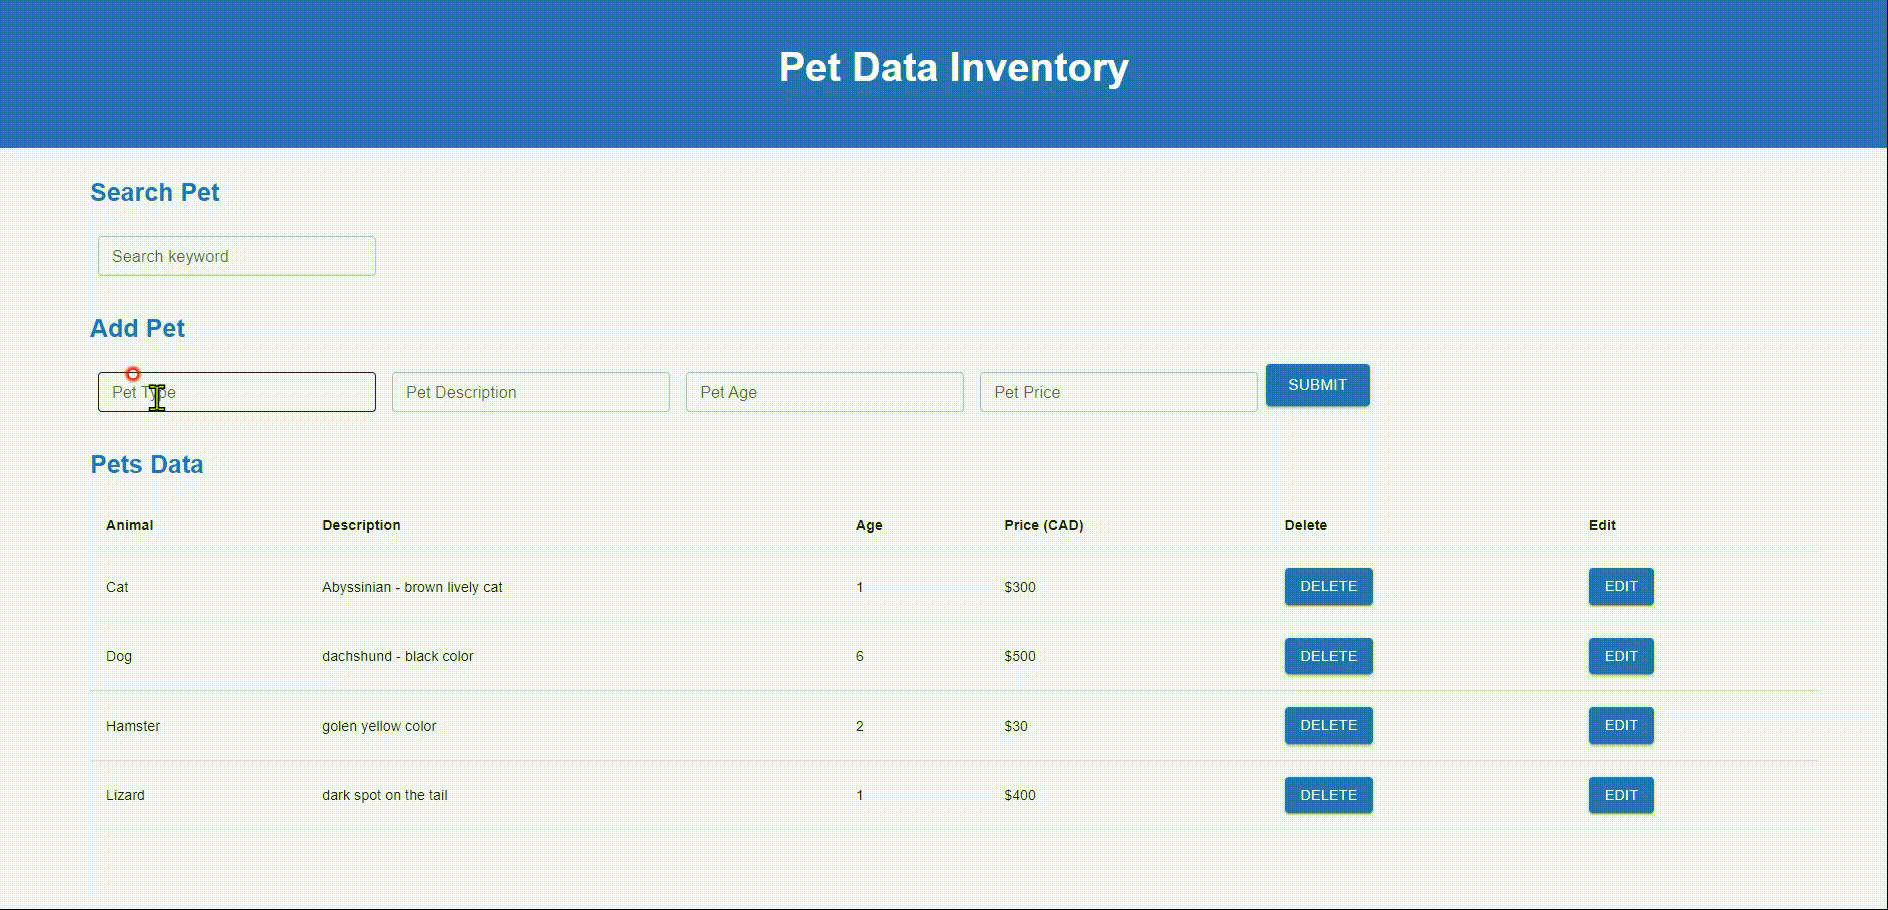 Pet Data Inventory
Search Pet
Search keyword
Add Pet
Pet Type Pet Description Pet Age Pet Price SUBMIT
Pets Data
Animal Description Age Price (CAD) Delete Edit
Cat Abyssinian - brown lively cat 1 $300 DELETE EDIT
Dog dachshund - black color 6 $500 DELETE EDIT
Hamster golen yellow color 2 $30 DELETE EDIT
Lizard dark spot on the tail 1 $400 DELETE EDIT